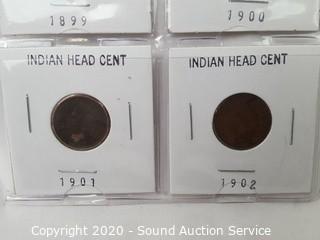 1899
1900
INDIAN HEAD CENT
INDIAN HEAD CENT
1901
1902
Copyright 2020 - Sound Auction Service